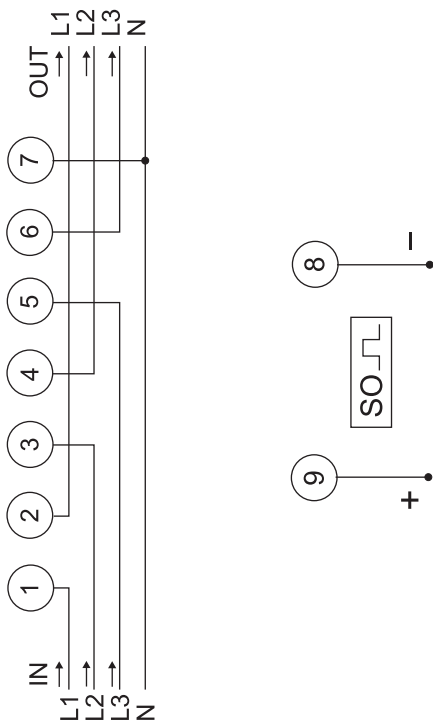 1 2 3 4 5 6 7
IN OUT
L1 L1
L2 L2
L3 L3
N N
9 8
SO
+ −